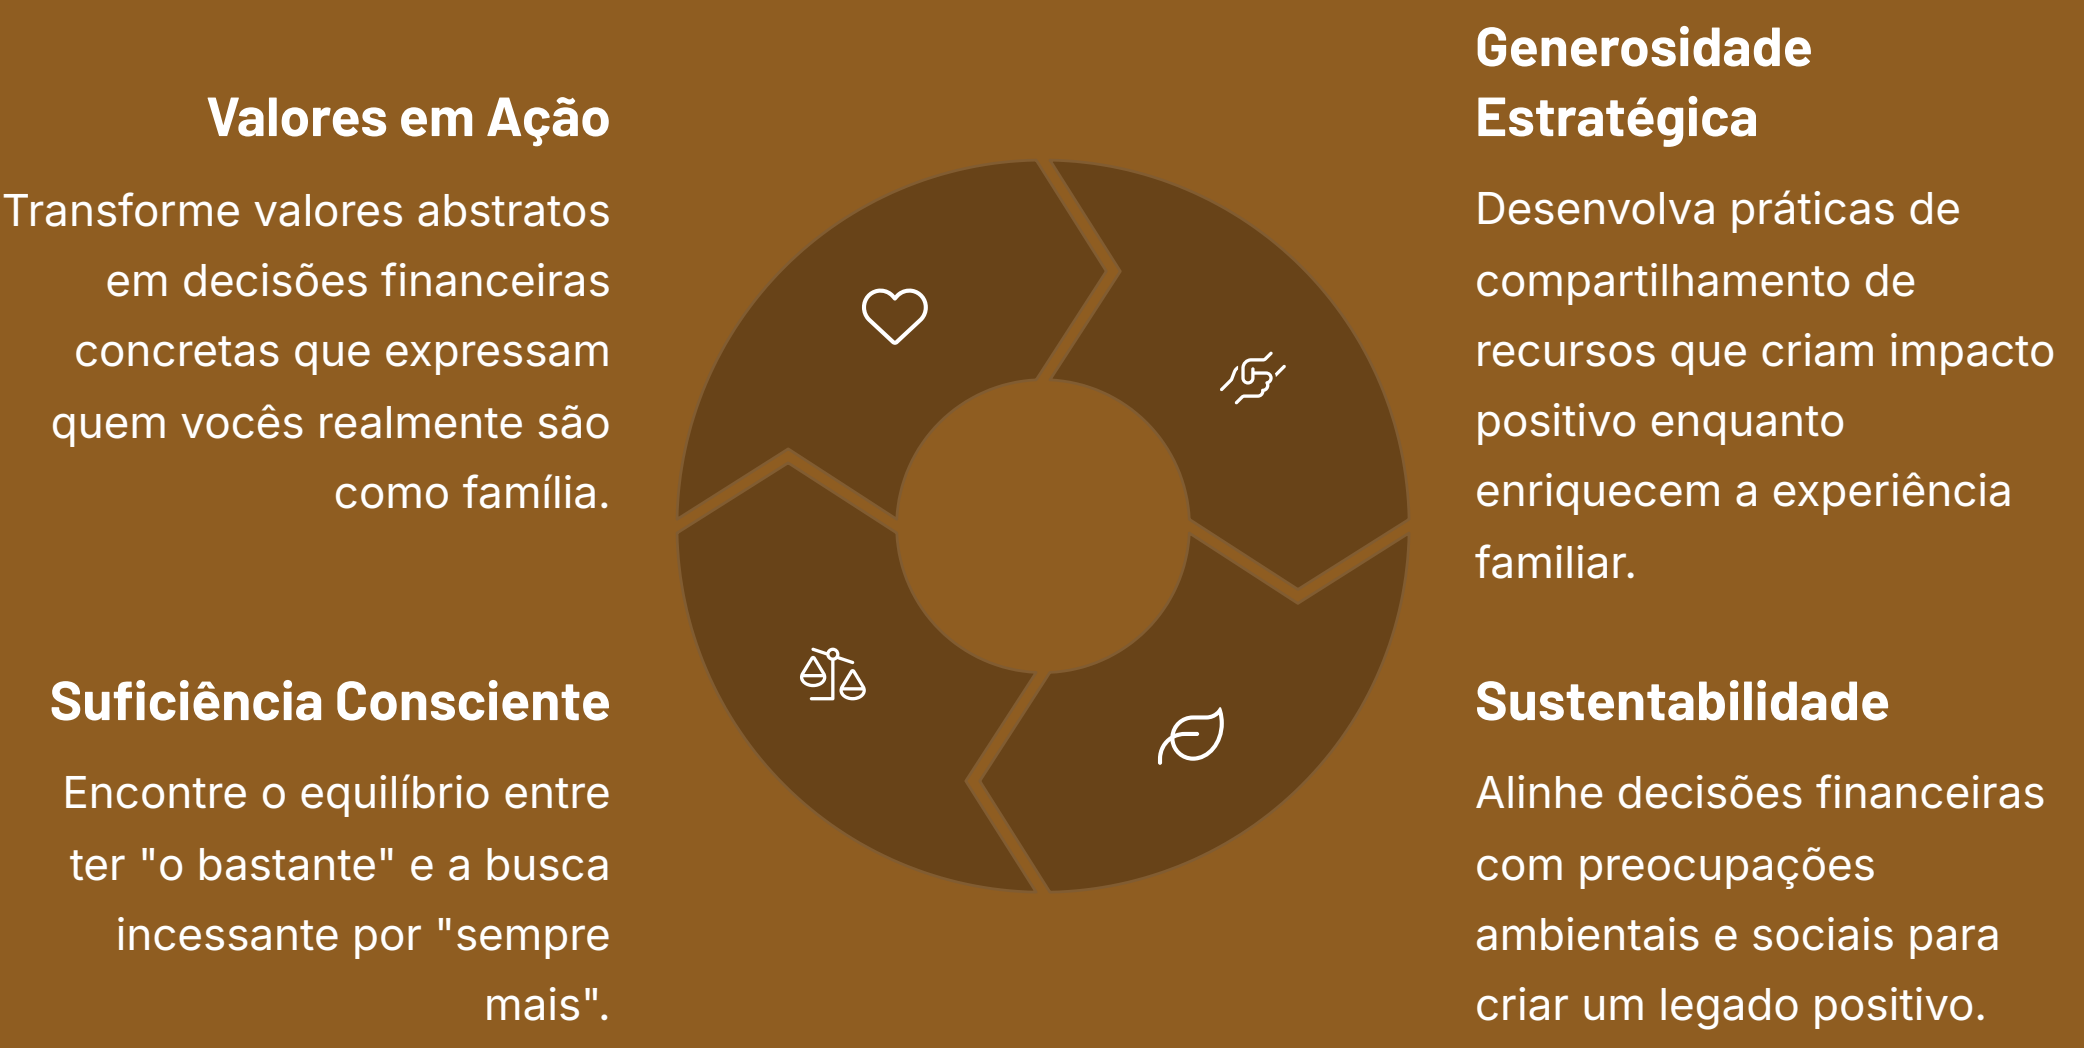 Valores em Ação
Transforme valores abstratos
em decisões financeiras
concretas que expressam
quem vocês realmente são
como família.
Generosidade
Estratégica
Desenvolva práticas de
compartilhamento de
recursos que criam impacto
positivo enquanto
enriquecem a experiência
familiar.
Suficiência Consciente
Encontre o equilíbrio entre
ter "o bastante" e a busca
incessante por "sempre
mais".
Sustentabilidade
Alinhe decisões financeiras
com preocupações
ambientais e sociais para
criar um legado positivo.